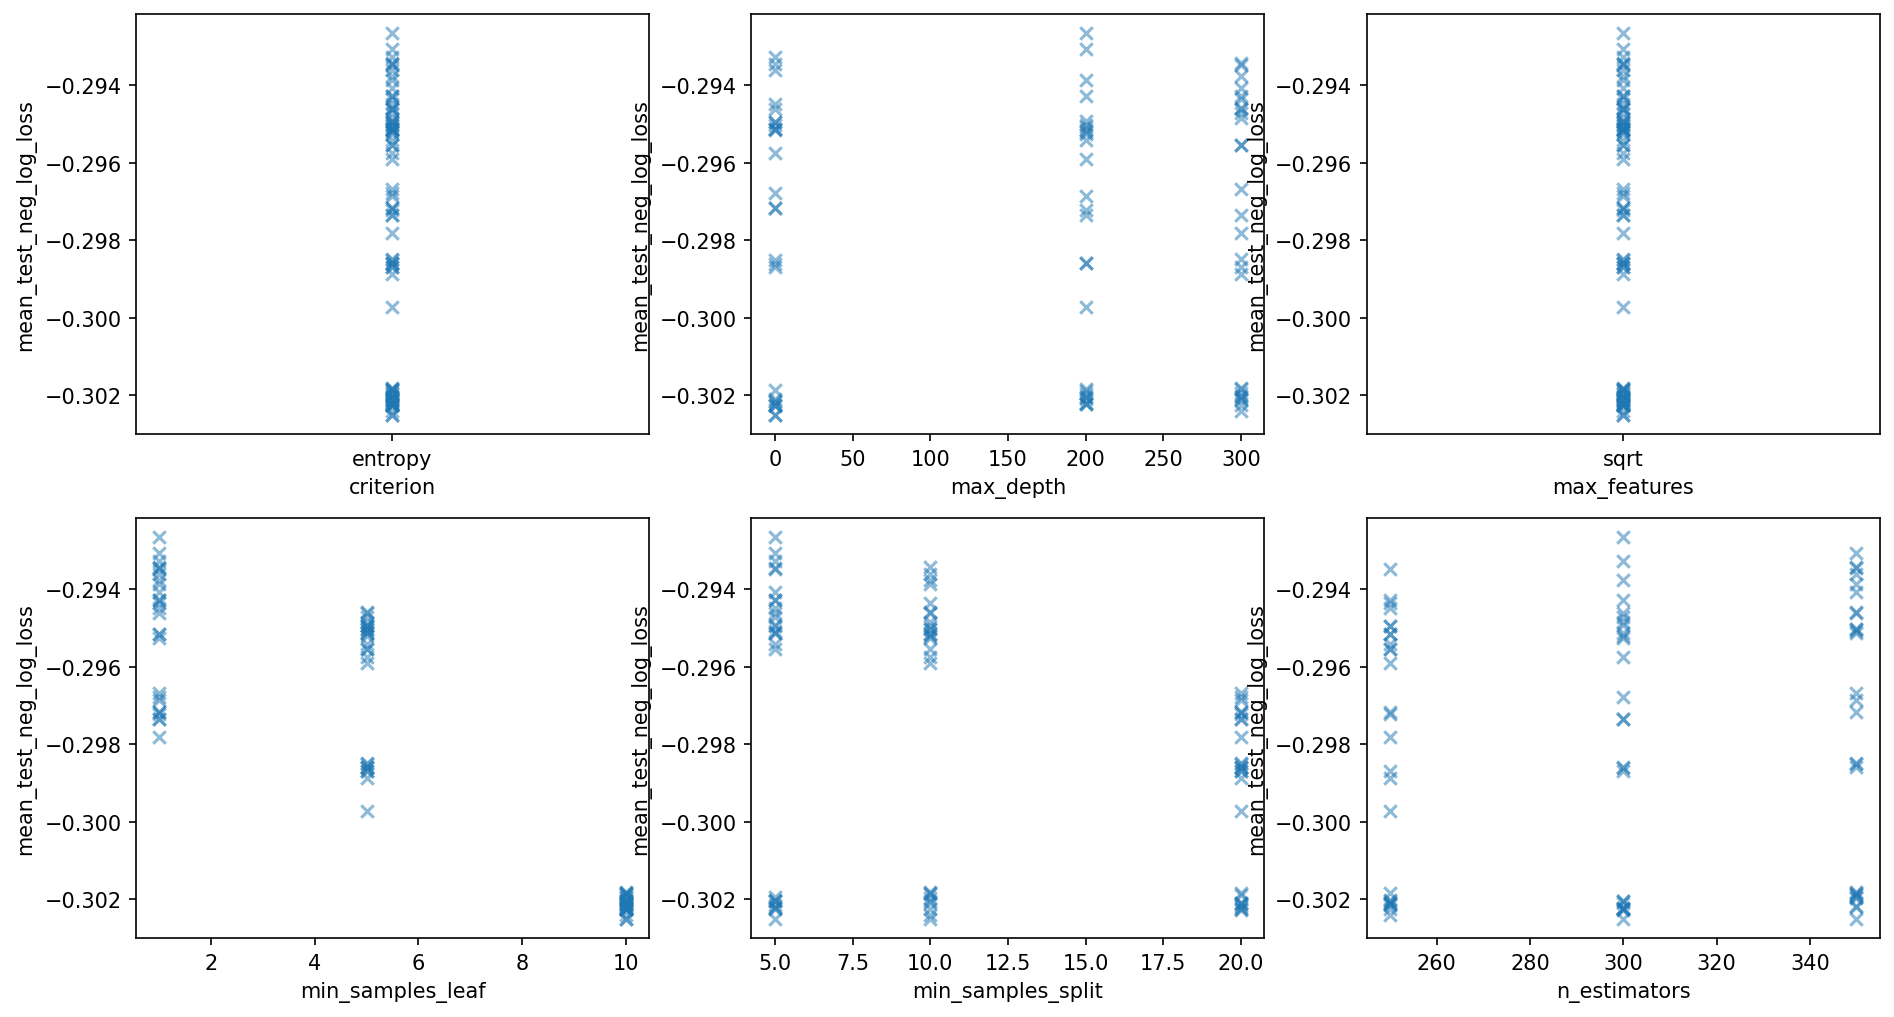 mean_test_neg_log_loss
−0.294
−0.296
−0.298
−0.300
−0.302
entropy
criterion
mean_test_neg_log_loss
−0.294
−0.296
−0.298
−0.300
−0.302
0 50 100 150 200 250 300
max_depth
mean_test_neg_log_loss
−0.294
−0.296
−0.298
−0.300
−0.302
sqrt
max_features
mean_test_neg_log_loss
−0.294
−0.296
−0.298
−0.300
−0.302
2 4 6 8 10
min_samples_leaf
mean_test_neg_log_loss
−0.294
−0.296
−0.298
−0.300
−0.302
5.0 7.5 10.0 12.5 15.0 17.5 20.0
min_samples_split
mean_test_neg_log_loss
−0.294
−0.296
−0.298
−0.300
−0.302
260 280 300 320 340
n_estimators